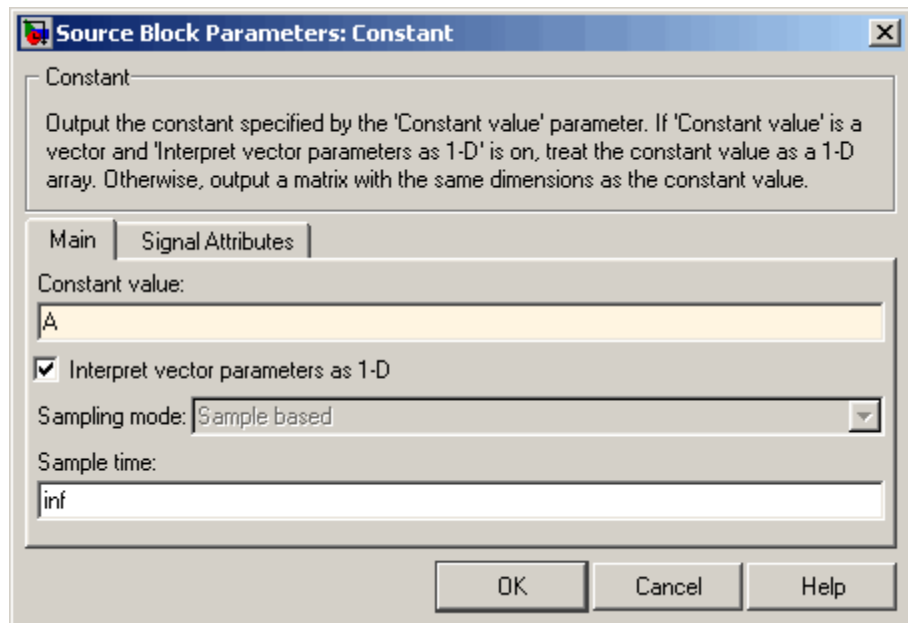 Source Block Parameters: Constant
Constant
Output the constant specified by the 'Constant value' parameter. If 'Constant value' is a
vector and 'Interpret vector parameters as 1-D' is on, treat the constant value as a 1-D
array. Otherwise, output a matrix with the same dimensions as the constant value.
Main Signal Attributes
Constant value:
A
Interpret vector parameters as 1-D
Sampling mode: Sample based
Sample time:
inf
OK Cancel Help